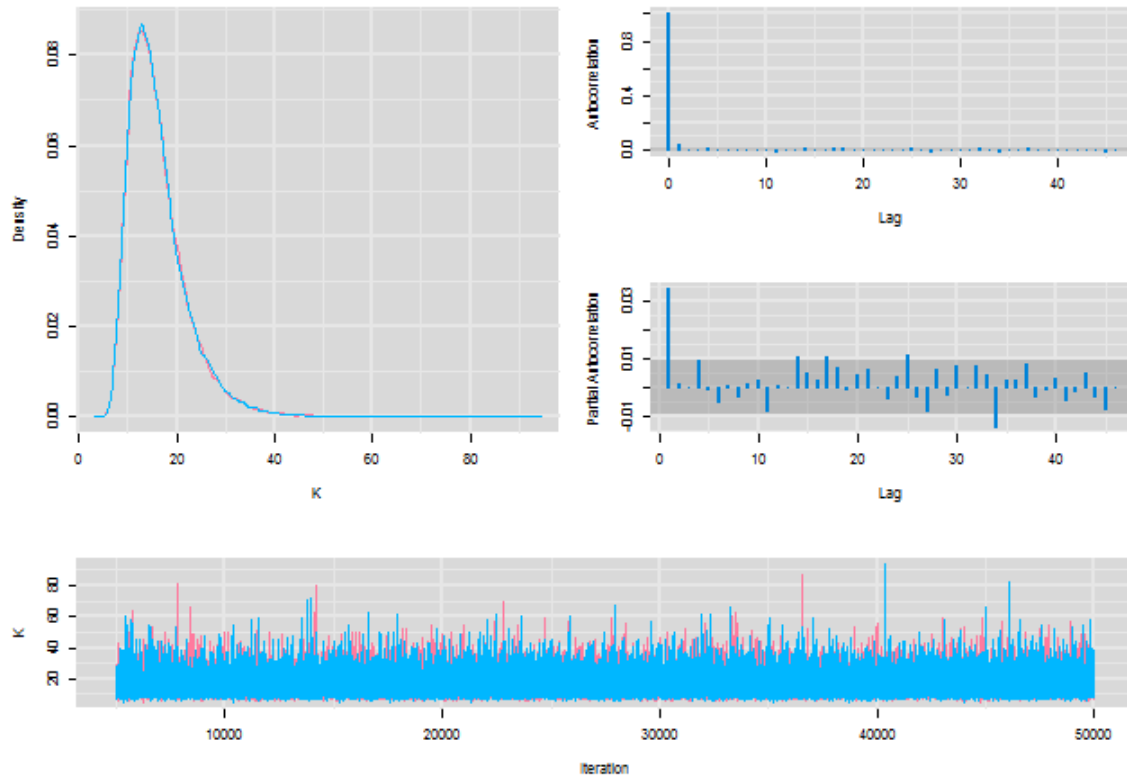 Density
0.00
0.02
0.04
0.06
0.08
0 20 40 60 80
K
Autocorrelation
0.0 0.4 0.8
0 10 20 30 40
Lag
Partial Autocorrelation
-0.01 0.01 0.03
0 10 20 30 40
Lag
K
20 40 60 80
10000 20000 30000 40000 50000
Iteration